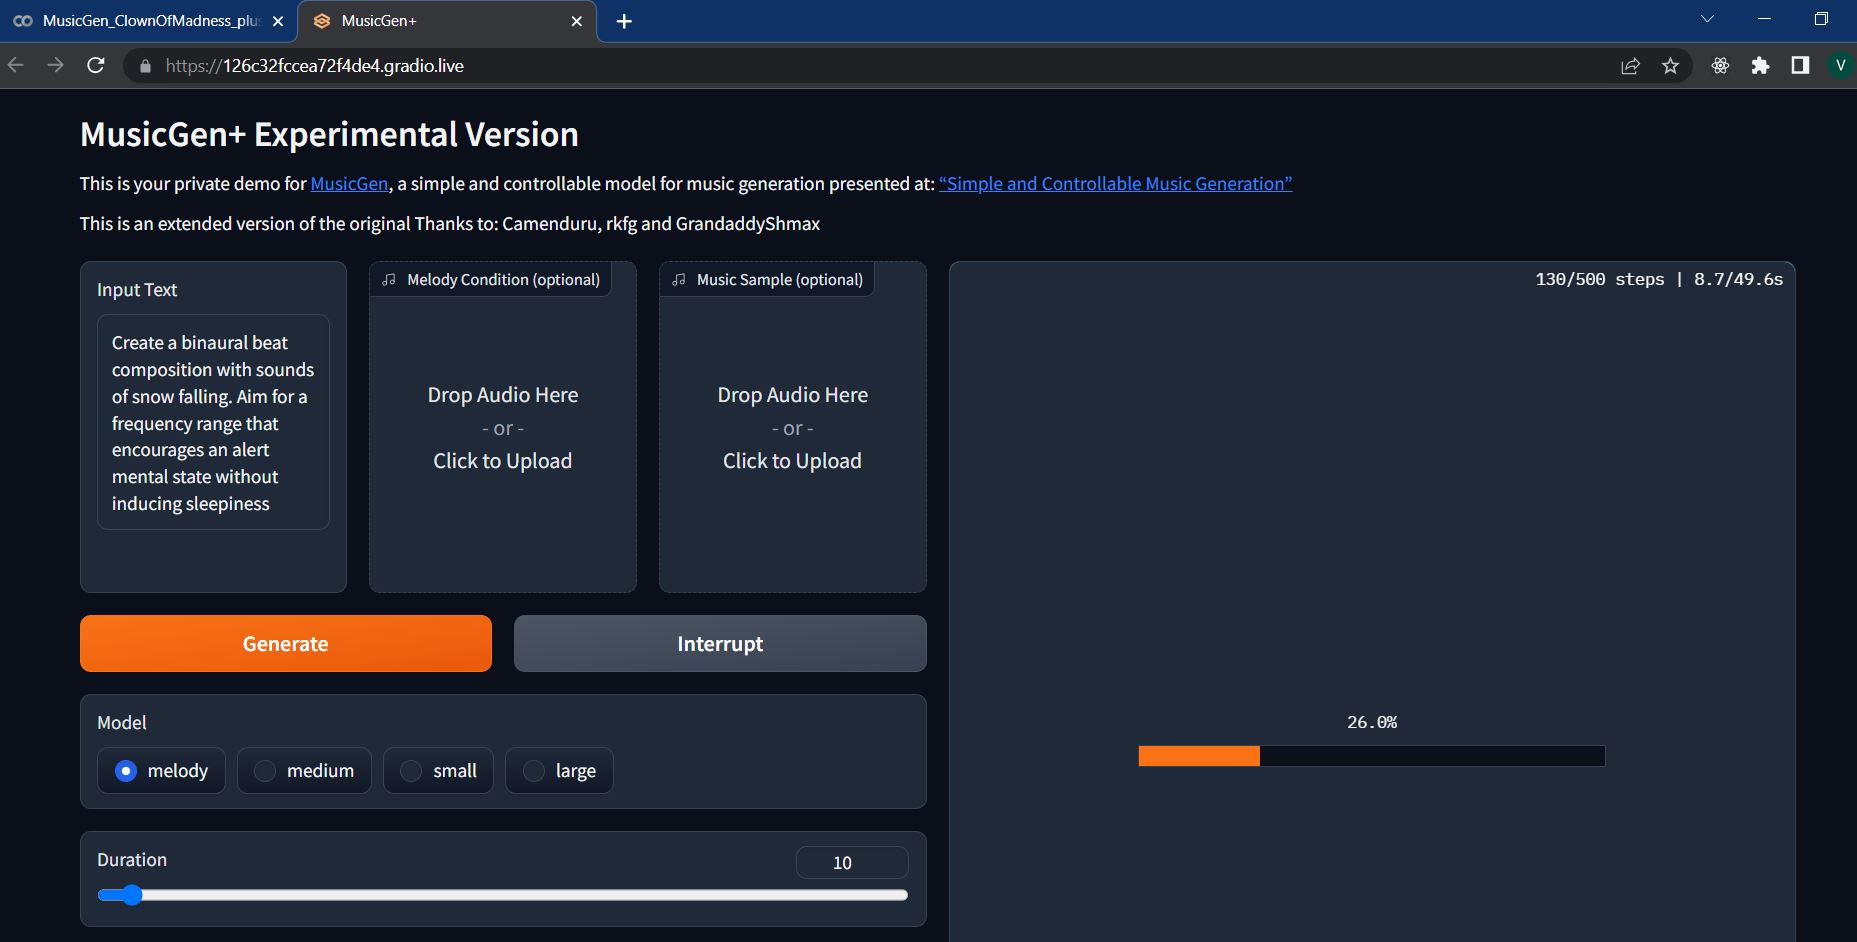 MusicGen_ClownOfMadness_plus
MusicGen+
https://126c32fccea72f4de4.gradio.live
V
MusicGen+ Experimental Version
This is your private demo for MusicGen, a simple and controllable model for music generation presented at: “Simple and Controllable Music Generation”
This is an extended version of the original Thanks to: Camenduru, rkfg and GrandaddyShmax
Input Text
Create a binaural beat
composition with sounds
of snow falling. Aim for a
frequency range that
encourages an alert
mental state without
inducing sleepiness
Melody Condition (optional)
Drop Audio Here
- or -
Click to Upload
Music Sample (optional)
Drop Audio Here
- or -
Click to Upload
130/500 steps | 8.7/49.6s
26.0%
Generate
Interrupt
Model
melody
medium
small
large
Duration
10